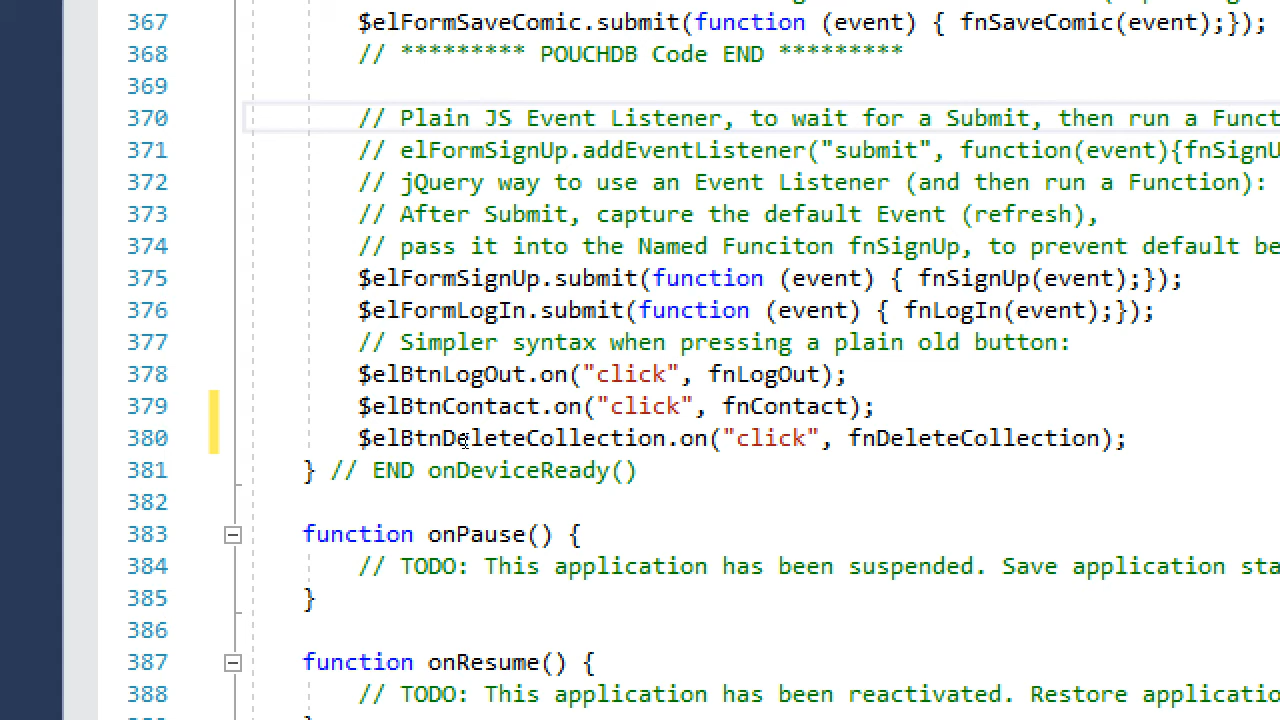 367 $elFormSaveComic.submit(function (event) { fnSaveComic(event);});
368 // ********* POUCHDB Code END *********
369
370 // Plain JS Event Listener, to wait for a Submit, then run a Funct
371 // elFormSignUp.addEventListener("submit", function(event){fnSignU
372 // jQuery way to use an Event Listener (and then run a Function):
373 // After Submit, capture the default Event (refresh),
374 // pass it into the Named Funciton fnSignUp, to prevent default be
375 $elFormSignUp.submit(function (event) { fnSignUp(event);});
376 $elFormLogIn.submit(function (event) { fnLogIn(event);});
377 // Simpler syntax when pressing a plain old button:
378 $elBtnLogOut.on("click", fnLogOut);
379 $elBtnContact.on("click", fnContact);
380 $elBtnDeleteCollection.on("click", fnDeleteCollection);
381 } // END onDeviceReady()
382
383 function onPause() {
384 // TODO: This application has been suspended. Save application sta
385 }
386
387 function onResume() {
388 // TODO: This application has been reactivated. Restore applicatio